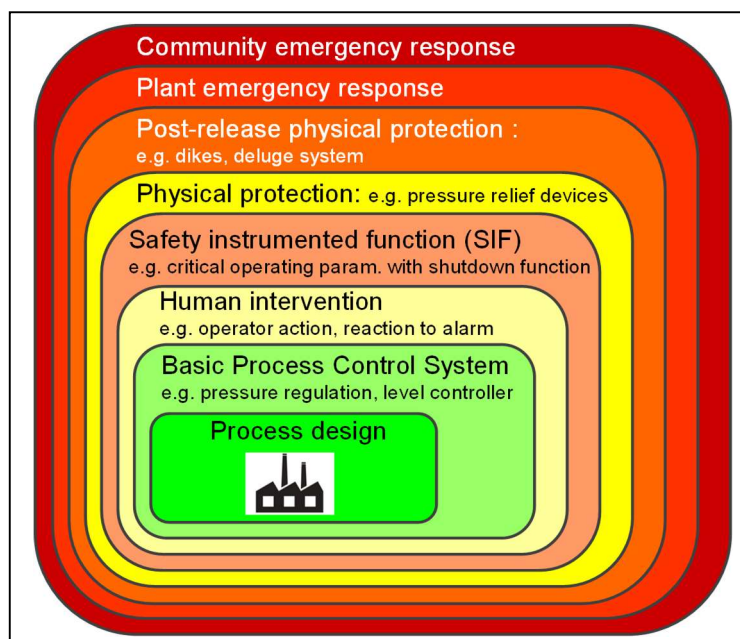 Community emergency response
Plant emergency response
Post-release physical protection :
e.g. dikes, deluge system
Physical protection: e.g. pressure relief devices
Safety instrumented function (SIF)
e.g. critical operating param. with shutdown function
Human intervention
e.g. operator action, reaction to alarm
Basic Process Control System
e.g. pressure regulation, level controller
Process design